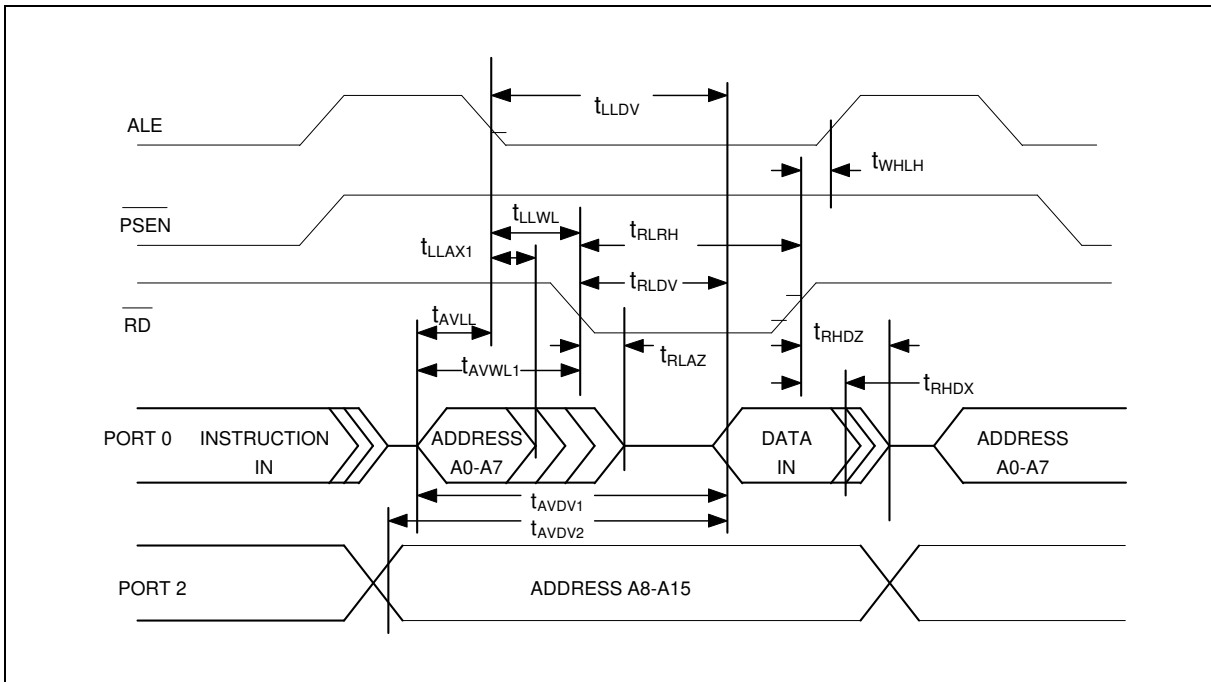 tLLDV
ALE
tWHLH
tLLWL
PSEN
tRLRH
tLLAX1
tRLDV
RD
tAVLL
tRHDZ
tRLAZ
tAVWL1
tRHDX
PORT 0
INSTRUCTION
IN
ADDRESS
A0-A7
DATA
IN
ADDRESS
A0-A7
tAVDV1
tAVDV2
PORT 2
ADDRESS A8-A15